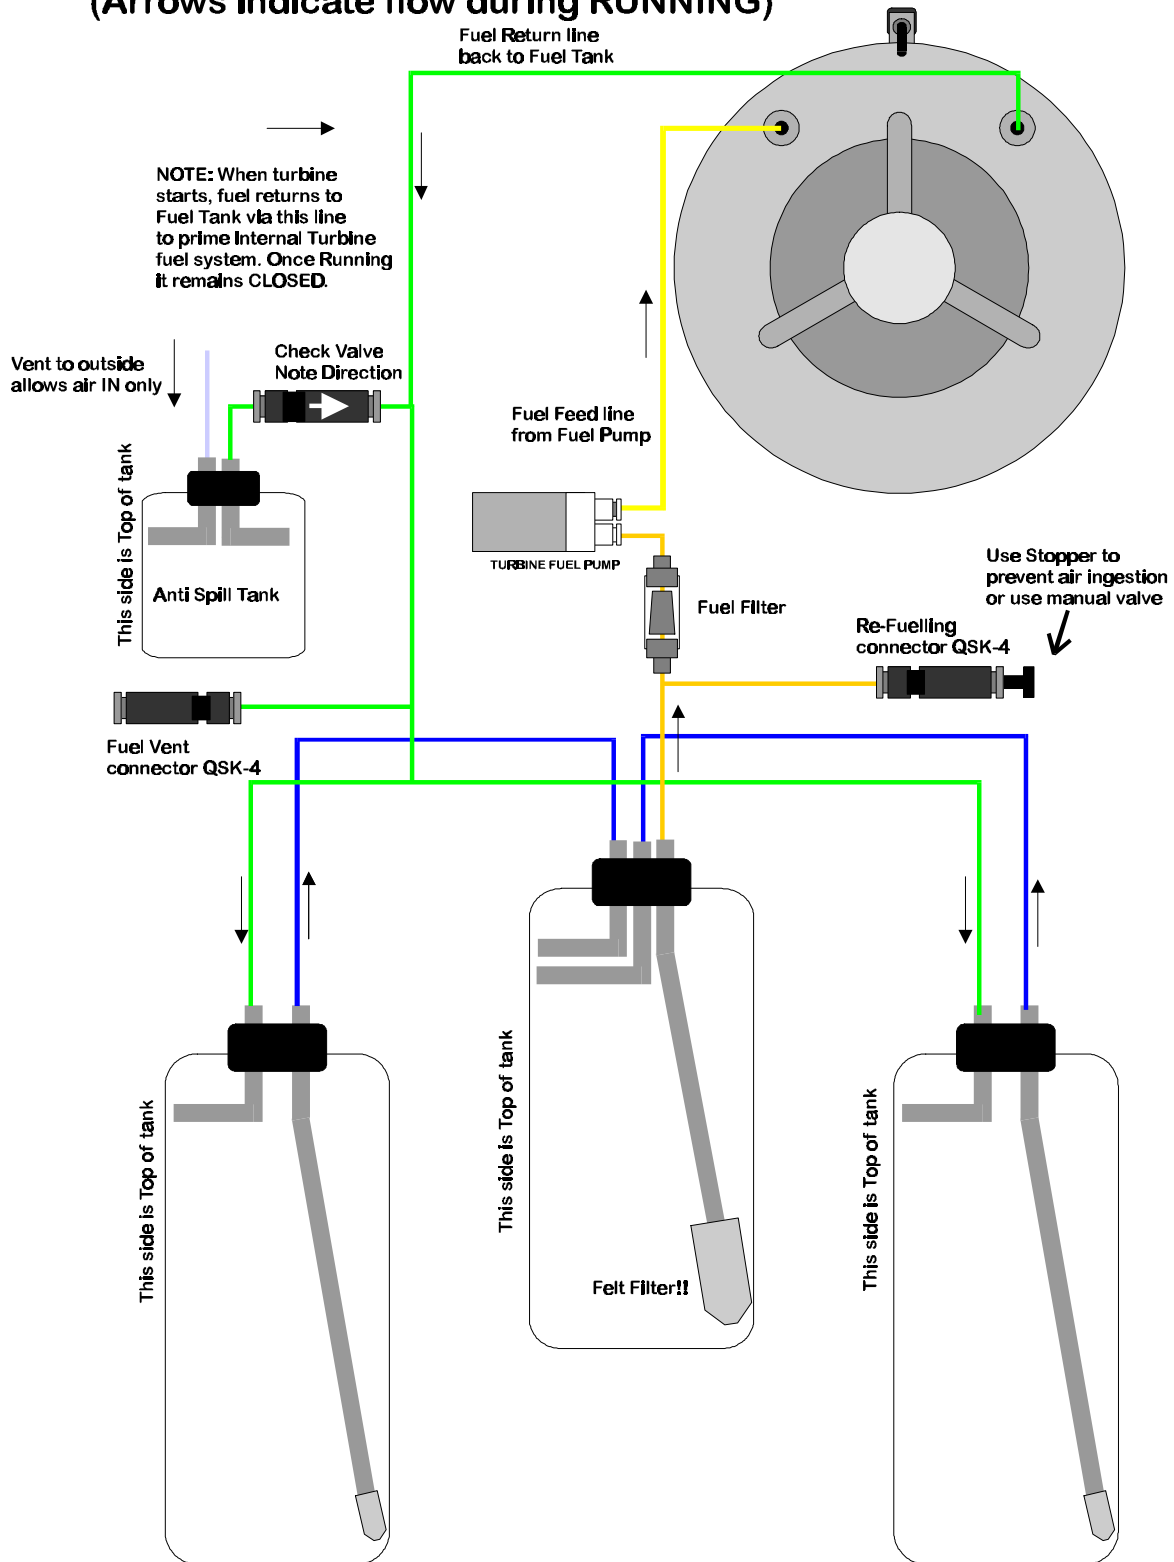 (Arrows indicate flow during RUNNING)
Fuel Return line
back to Fuel Tank
NOTE: When turbine
starts, fuel returns to
Fuel Tank via this line
to prime Internal Turbine
fuel system. Once Running
it remains CLOSED.
Vent to outside
allows air IN only
Check Valve
Note Direction
Fuel Feed line
from Fuel Pump
This side is Top of tank
Anti Spill Tank
TURBINE FUEL PUMP
Fuel Filter
Use Stopper to
prevent air ingestion
or use manual valve
Re-Fuelling
connector QSK-4
Fuel Vent
connector QSK-4
This side is Top of tank
This side is Top of tank
Felt Filter!!
This side is Top of tank